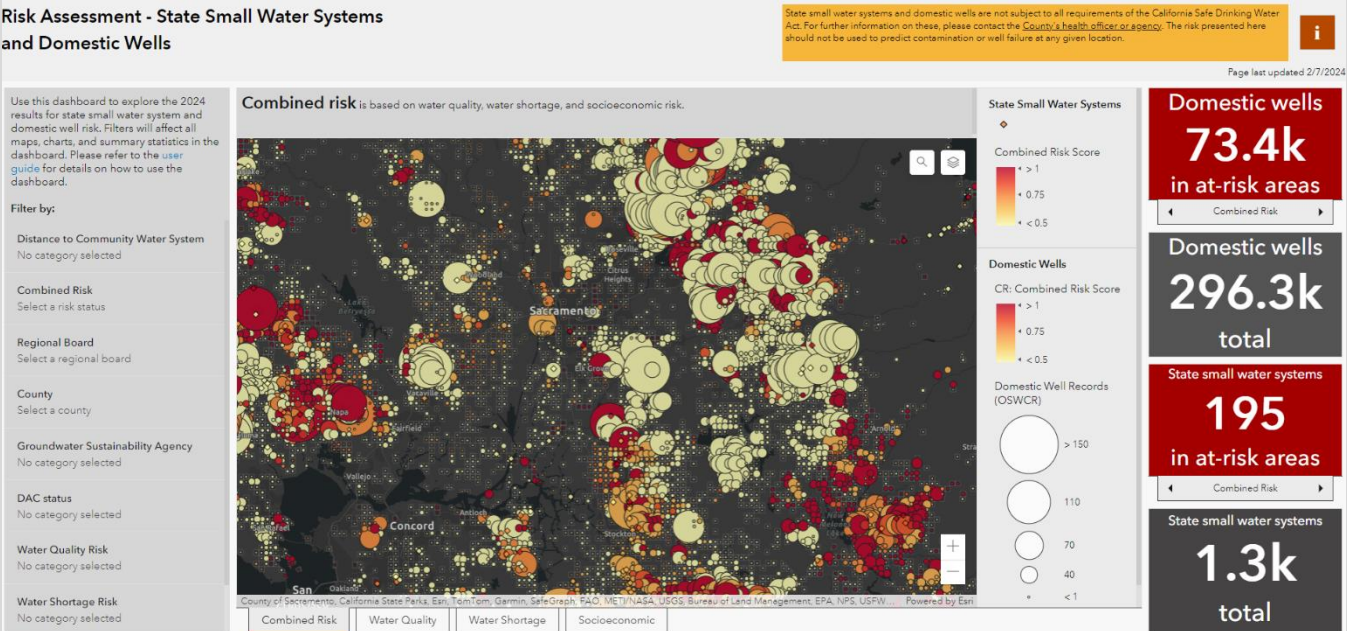 Risk Assessment - State Small Water Systems
and Domestic Wells
State small water systems and domestic wells are not subject to all requirements of the California Safe Drinking Water
Act. For further information on these, please contact the County's health officer or agency. The risk presented here
should not be used to predict contamination or well failure at any given location.
i
Page last updated 2/7/2024
Use this dashboard to explore the 2024
results for state small water system and
domestic well risk. Filters will affect all
maps, charts, and summary statistics in the
dashboard. Please refer to the user
guide for details on how to use the
dashboard.
Filter by:
Distance to Community Water System
No category selected
Combined Risk
Select a risk status
Regional Board
Select a regional board
County
Select a county
Groundwater Sustainability Agency
No category selected
DAC status
No category selected
Water Quality Risk
No category selected
Water Shortage Risk
No category selected
Combined risk is based on water quality, water shortage, and socioeconomic risk.
Citrus
Heights
Sacramento
Elk Grove
Vacaville
Napa
Fairfield
Vallejo
Antioch
Concord
Stockton
Arnold
San
Oakland
County of Sacramento, California State Parks, Esri, TomTom, Garmin, SafeGraph, FAO, METI/NASA, USGS, Bureau of Land Management, EPA, NPS, USFW...
Powered by Esri
Combined Risk
Water Quality
Water Shortage
Socioeconomic
State Small Water Systems
Combined Risk Score
> 1
0.75
< 0.5
Domestic Wells
CR: Combined Risk Score
> 1
0.75
< 0.5
Domestic Well Records
(OSWCR)
> 150
110
70
40
< 1
Domestic wells
73.4k
in at-risk areas
Combined Risk
Domestic wells
296.3k
total
State small water systems
195
in at-risk areas
Combined Risk
State small water systems
1.3k
total